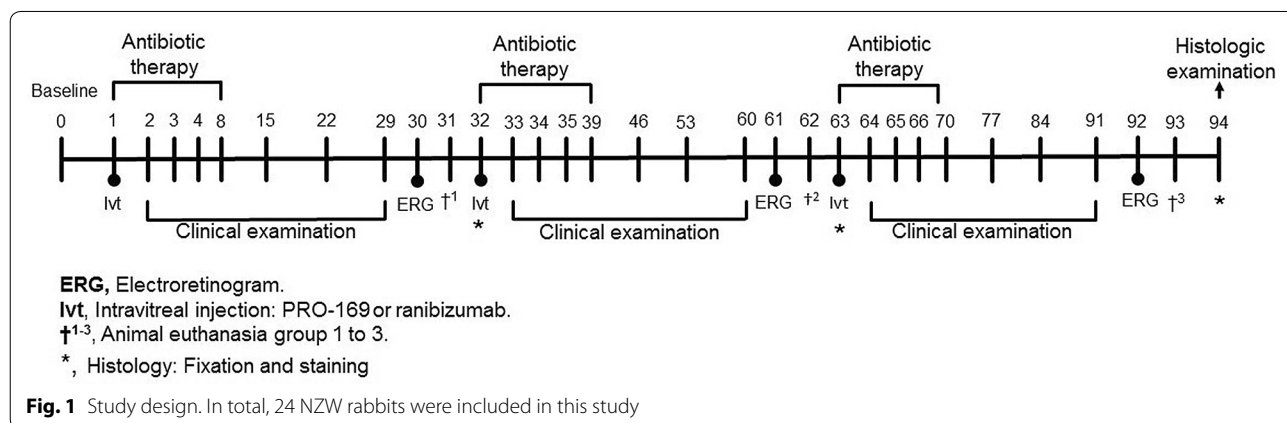 Antibiotic therapy
Antibiotic therapy
Antibiotic therapy
Histologic examination
Baseline
0 1 2 3 4 8 15 22 29 30 31 32 33 34 35 39 46 53 60 61 62 63 64 65 66 70 77 84 91 92 93 94
Ivt ERG †1 Ivt ERG †2 Ivt ERG †3 *
* *
Clinical examination Clinical examination Clinical examination
ERG, Electroretinogram.
Ivt, Intravitreal injection: PRO-169 or ranibizumab.
†1-3, Animal euthanasia group 1 to 3.
*, Histology: Fixation and staining
Fig. 1 Study design. In total, 24 NZW rabbits were included in this study